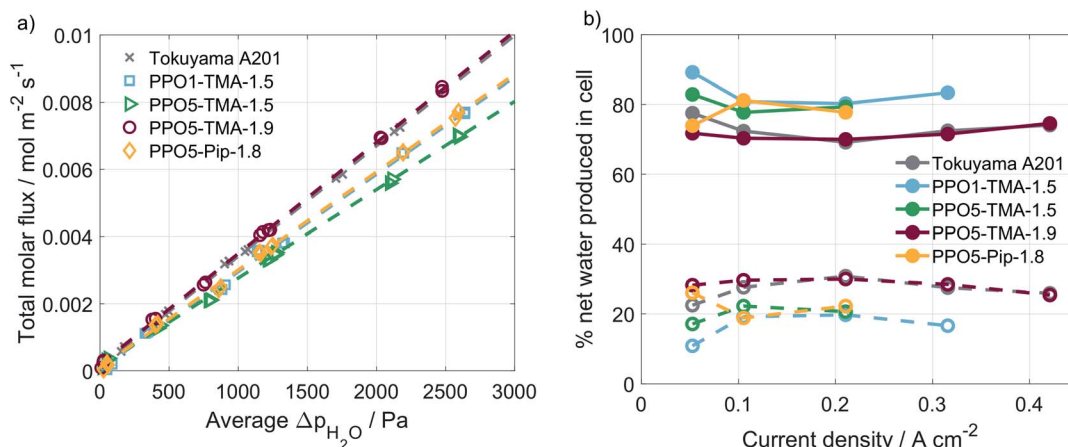 a)
Total molar flux / mol m⁻² s⁻¹
0.01
0.008
0.006
0.004
0.002
0
Tokuyama A201
PPO1-TMA-1.5
PPO5-TMA-1.5
PPO5-TMA-1.9
PPO5-Pip-1.8
0 500 1000 1500 2000 2500 3000
Average Δp_H₂O / Pa
b)
% net water produced in cell
100
80
60
40
20
0
Tokuyama A201
PPO1-TMA-1.5
PPO5-TMA-1.5
PPO5-TMA-1.9
PPO5-Pip-1.8
0 0.1 0.2 0.3 0.4
Current density / A cm⁻²